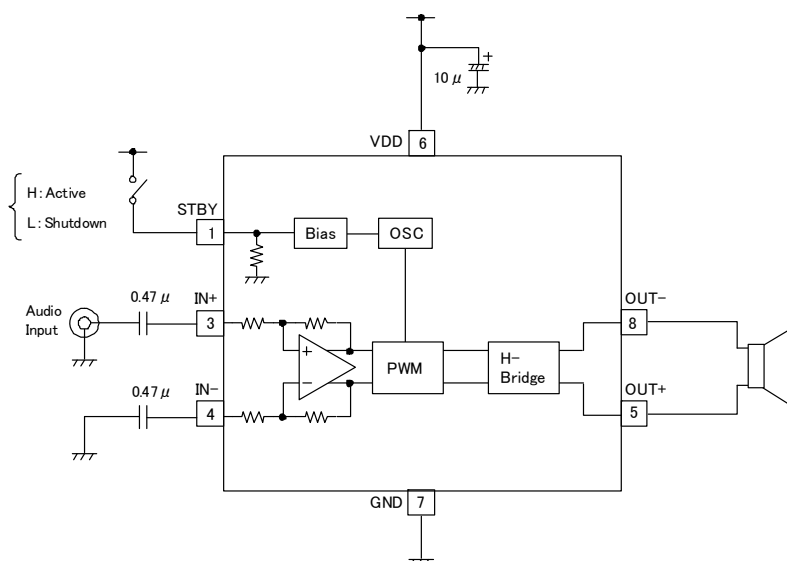 10 μ
VDD
6
H: Active
L: Shutdown
STBY
1
Bias
OSC
Audio
Input
0.47 μ
IN+
3
+
−
PWM
H-
Bridge
OUT-
8
OUT+
5
0.47 μ
IN-
4
GND
7